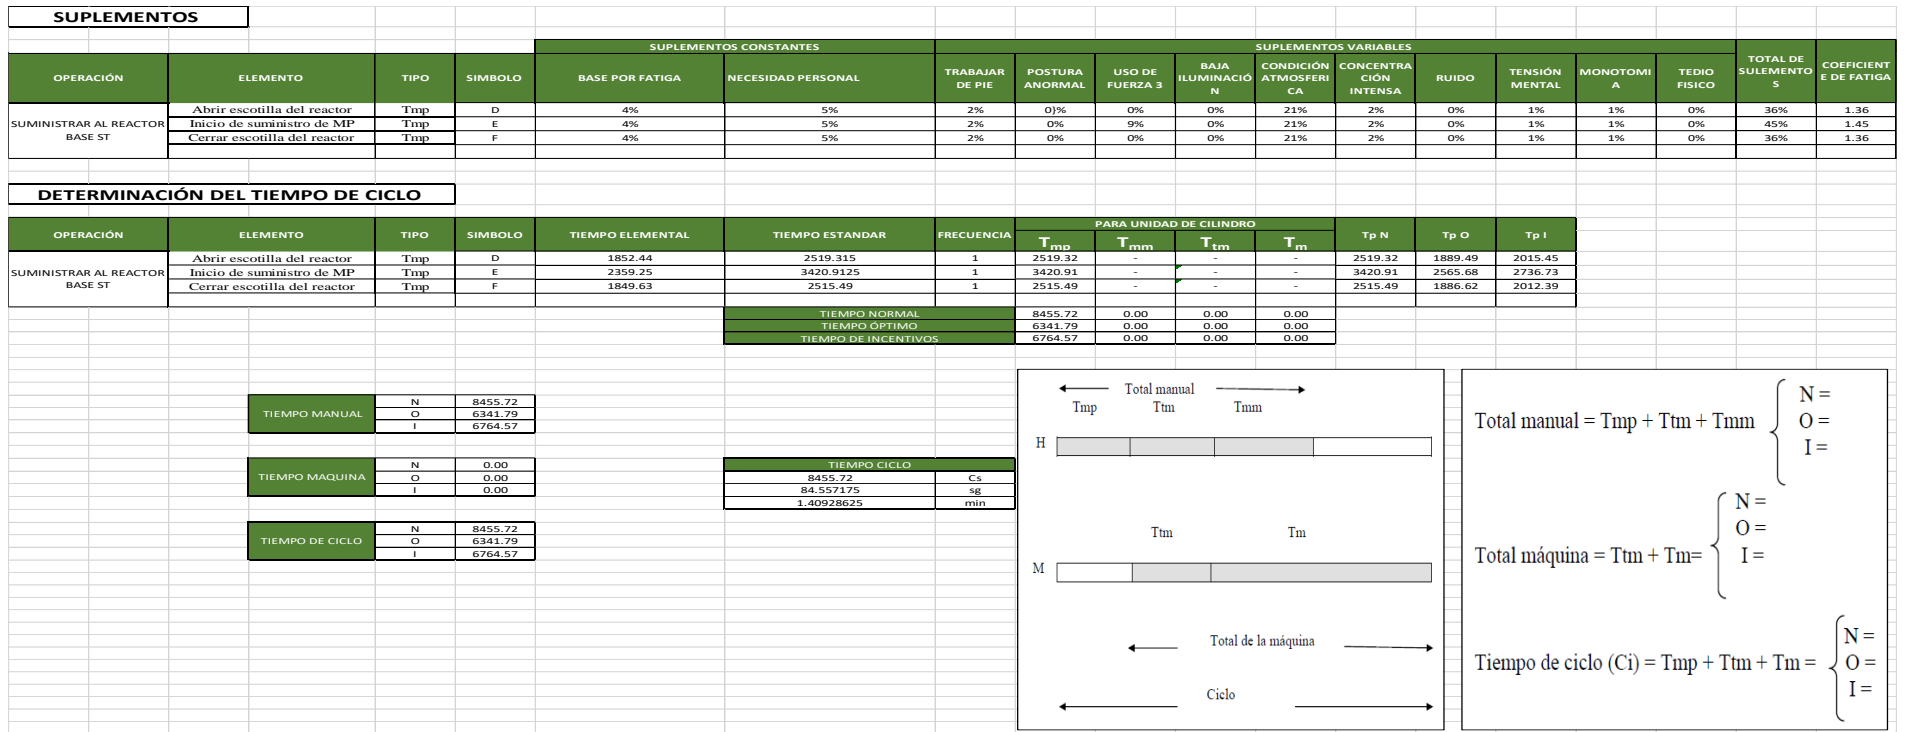 SUPLEMENTOS
SUPLEMENTOS CONSTANTES SUPLEMENTOS VARIABLES
OPERACIÓN ELEMENTO TIPO SIMBOLO BASE POR FATIGA NECESIDAD PERSONAL TRABAJAR DE PIE POSTURA ANORMAL USO DE FUERZA 3 BAJA ILUMINACIÓ N CONDICIÓN ATMOSFERI CA CONCENTRA CIÓN INTENSA RUIDO TENSIÓN MENTAL MONOTOMI A TEDIO FISICO TOTAL DE SULEMENTO S COEFICIENT E DE FATIGA
SUMINISTRAR AL REACTOR BASE ST
Abrir escotilla del reactor Tmp D 4% 5% 2% 0}% 0% 0% 21% 2% 0% 1% 1% 0% 36% 1.36
Inicio de suministro de MP Tmp E 4% 5% 2% 0% 9% 0% 21% 2% 0% 1% 1% 0% 45% 1.45
Cerrar escotilla del reactor Tmp F 4% 5% 2% 0% 0% 0% 21% 2% 0% 1% 1% 0% 36% 1.36
DETERMINACIÓN DEL TIEMPO DE CICLO
OPERACIÓN ELEMENTO TIPO SIMBOLO TIEMPO ELEMENTAL TIEMPO ESTANDAR FRECUENCIA PARA UNIDAD DE CILINDRO Tp N Tp O Tp I
Tmp Tmm Ttm Tm
SUMINISTRAR AL REACTOR BASE ST
Abrir escotilla del reactor Tmp D 1852.44 2519.315 1 2519.32 - - - 2519.32 1889.49 2015.45
Inicio de suministro de MP Tmp E 2359.25 3420.9125 1 3420.91 - - - 3420.91 2565.68 2736.73
Cerrar escotilla del reactor Tmp F 1849.63 2515.49 1 2515.49 - - - 2515.49 1886.62 2012.39
TIEMPO NORMAL 8455.72 0.00 0.00 0.00
TIEMPO ÓPTIMO 6341.79 0.00 0.00 0.00
TIEMPO DE INCENTIVOS 6764.57 0.00 0.00 0.00
TIEMPO MANUAL
N 8455.72
O 6341.79
I 6764.57
TIEMPO MAQUINA
N 0.00
O 0.00
I 0.00
TIEMPO DE CICLO
N 8455.72
O 6341.79
I 6764.57
TIEMPO CICLO
8455.72 Cs
84.557175 sg
1.40928625 min
Total manual
Tmp Ttm Tmm
H
Ttm Tm
M
Total de la máquina
Ciclo
Total manual = Tmp + Ttm + Tmm
N =
O =
I =
Total máquina = Ttm + Tm=
N =
O =
I =
Tiempo de ciclo (Ci) = Tmp + Ttm + Tm =
N =
O =
I =